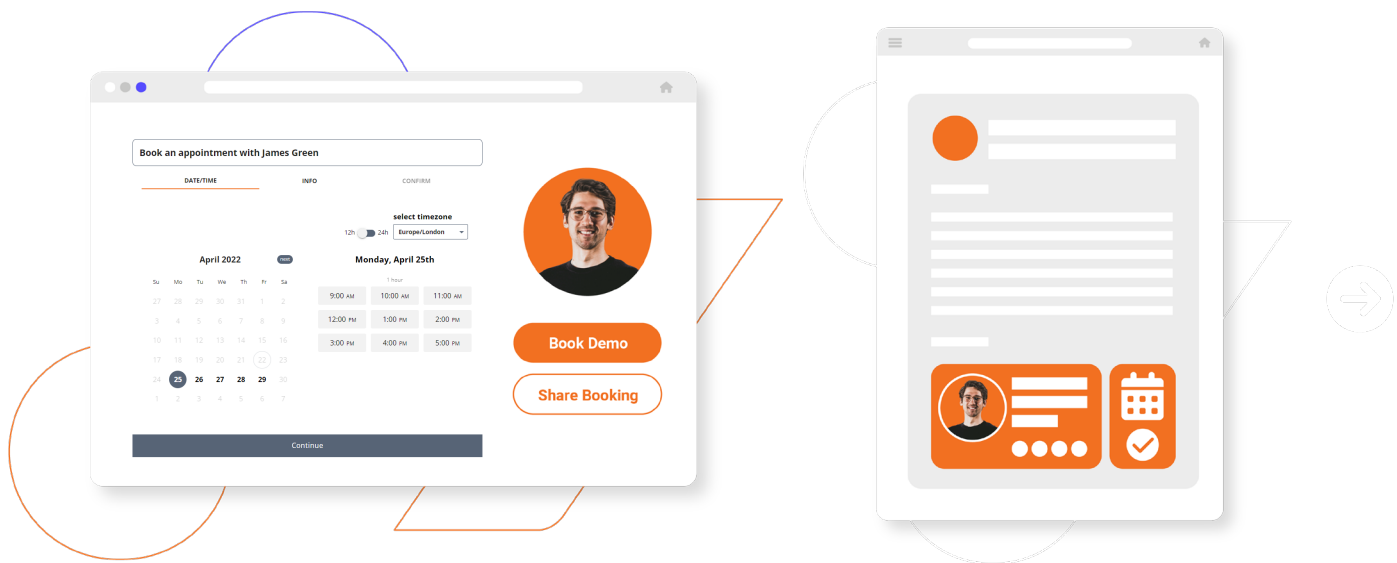 Book an appointment with James Green
DATE/TIME INFO CONFIRM
select timezone
12h 24h Europe/London
April 2022 next
Monday, April 25th
1 hour
Su Mo Tu We Th Fr Sa
27 28 29 30 31 1 2
3 4 5 6 7 8 9
10 11 12 13 14 15 16
17 18 19 20 21 22 23
24 25 26 27 28 29 30
1 2 3 4 5 6 7
9:00 AM 10:00 AM 11:00 AM
12:00 PM 1:00 PM 2:00 PM
3:00 PM 4:00 PM 5:00 PM
Continue
Book Demo
Share Booking